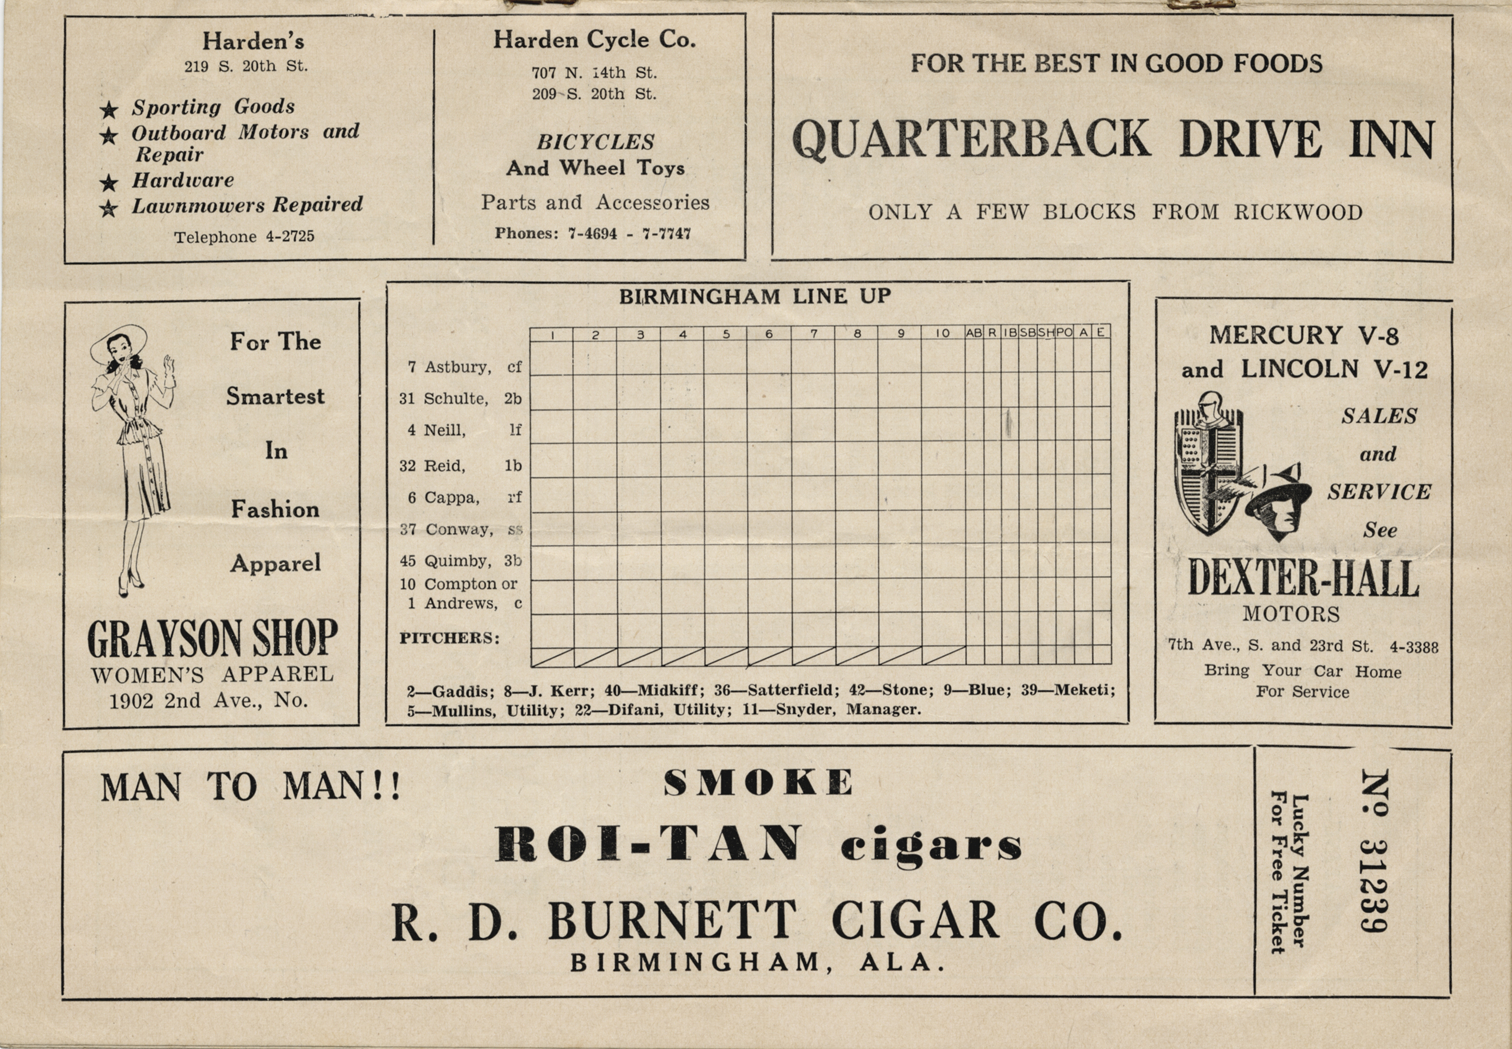 Harden's
219 S. 20th St.
★ Sporting Goods
★ Outboard Motors and
Repair
★ Hardware
★ Lawnmowers Repaired
Telephone 4-2725
Harden Cycle Co.
707 N. 14th St.
209 S. 20th St.
BICYCLES
And Wheel Toys
Parts and Accessories
Phones: 7-4694 - 7-7747
FOR THE BEST IN GOOD FOODS
QUARTERBACK DRIVE INN
ONLY A FEW BLOCKS FROM RICKWOOD
For The
Smartest
In
Fashion
Apparel
GRAYSON SHOP
WOMEN'S APPAREL
1902 2nd Ave., No.
BIRMINGHAM LINE UP
1 2 3 4 5 6 7 8 9 10 AB R 1B SB SH PO A E
7 Astbury, cf
31 Schulte, 2b
4 Neill, lf
32 Reid, 1b
6 Cappa, rf
37 Conway, ss
45 Quimby, 3b
10 Compton or
1 Andrews, c
PITCHERS:
2—Gaddis; 8—J. Kerr; 40—Midkiff; 36—Satterfield; 42—Stone; 9—Blue; 39—Meketi;
5—Mullins, Utility; 22—Difani, Utility; 11—Snyder, Manager.
MERCURY V-8
and LINCOLN V-12
SALES
and
SERVICE
See
DEXTER-HALL
MOTORS
7th Ave., S. and 23rd St. 4-3388
Bring Your Car Home
For Service
MAN TO MAN!!
SMOKE
ROI-TAN cigars
R. D. BURNETT CIGAR CO.
BIRMINGHAM, ALA.
Nº 31239
Lucky Number
For Free Ticket